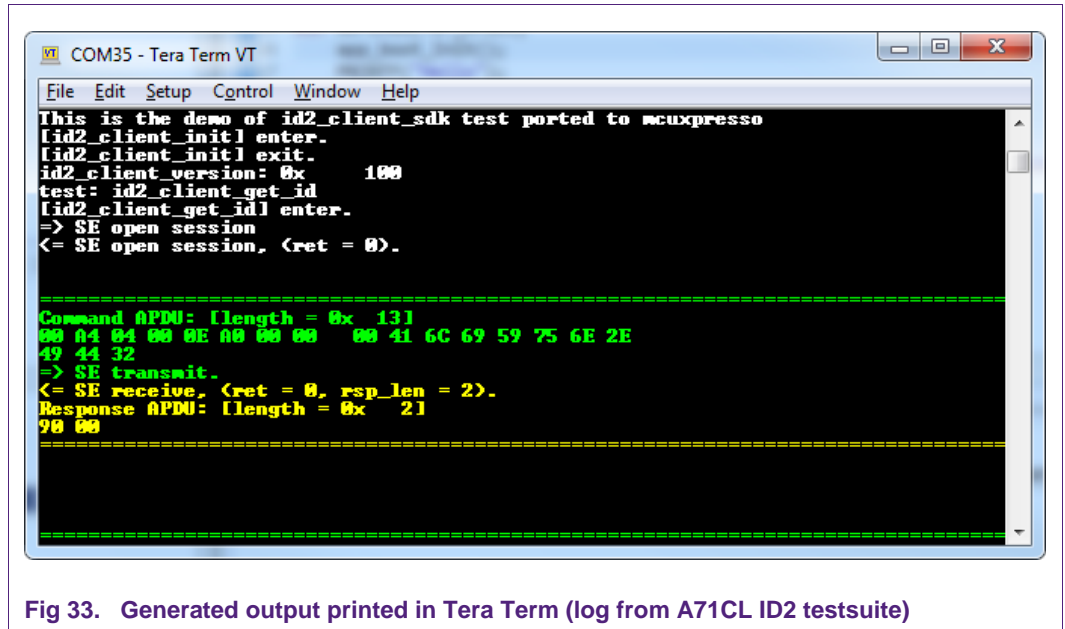 COM35 - Tera Term VT
File Edit Setup Control Window Help
This is the demo of id2_client_sdk test ported to mcuxpresso
[id2_client_init] enter.
[id2_client_init] exit.
id2_client_version: 0x      100
test: id2_client_get_id
[id2_client_get_id] enter.
=> SE open session
<= SE open session, (ret = 0).
================================================================================
Command APDU: [length = 0x  13]
00 A4 04 00 0E A0 00 00   00 41 6C 69 59 75 6E 2E
49 44 32
=> SE transmit.
<= SE receive, (ret = 0, rsp_len = 2).
Response APDU: [length = 0x   2]
90 00
================================================================================
================================================================================
Fig 33. Generated output printed in Tera Term (log from A71CL ID2 testsuite)